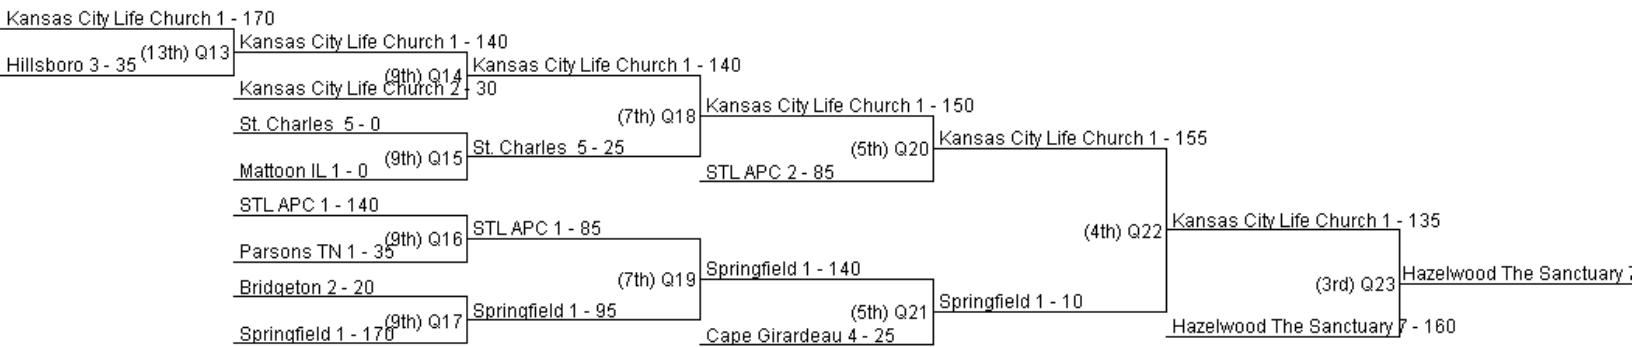 Kansas City Life Church 1 - 170
(13th) Q13
Hillsboro 3 - 35
Kansas City Life Church 1 - 140
(9th) Q14
Kansas City Life Church 2 - 30
St. Charles 5 - 0
(9th) Q15
Mattoon IL 1 - 0
STL APC 1 - 140
(9th) Q16
Parsons TN 1 - 35
Bridgeton 2 - 20
(9th) Q17
Springfield 1 - 170
Kansas City Life Church 1 - 140
(7th) Q18
St. Charles 5 - 25
STL APC 1 - 85
(7th) Q19
Springfield 1 - 95
Kansas City Life Church 1 - 150
(5th) Q20
STL APC 2 - 85
Springfield 1 - 140
(5th) Q21
Cape Girardeau 4 - 25
Kansas City Life Church 1 - 155
(4th) Q22
Springfield 1 - 10
Kansas City Life Church 1 - 135
(3rd) Q23
Hazelwood The Sanctuary 7 - 160
Hazelwood The Sanctuary 7